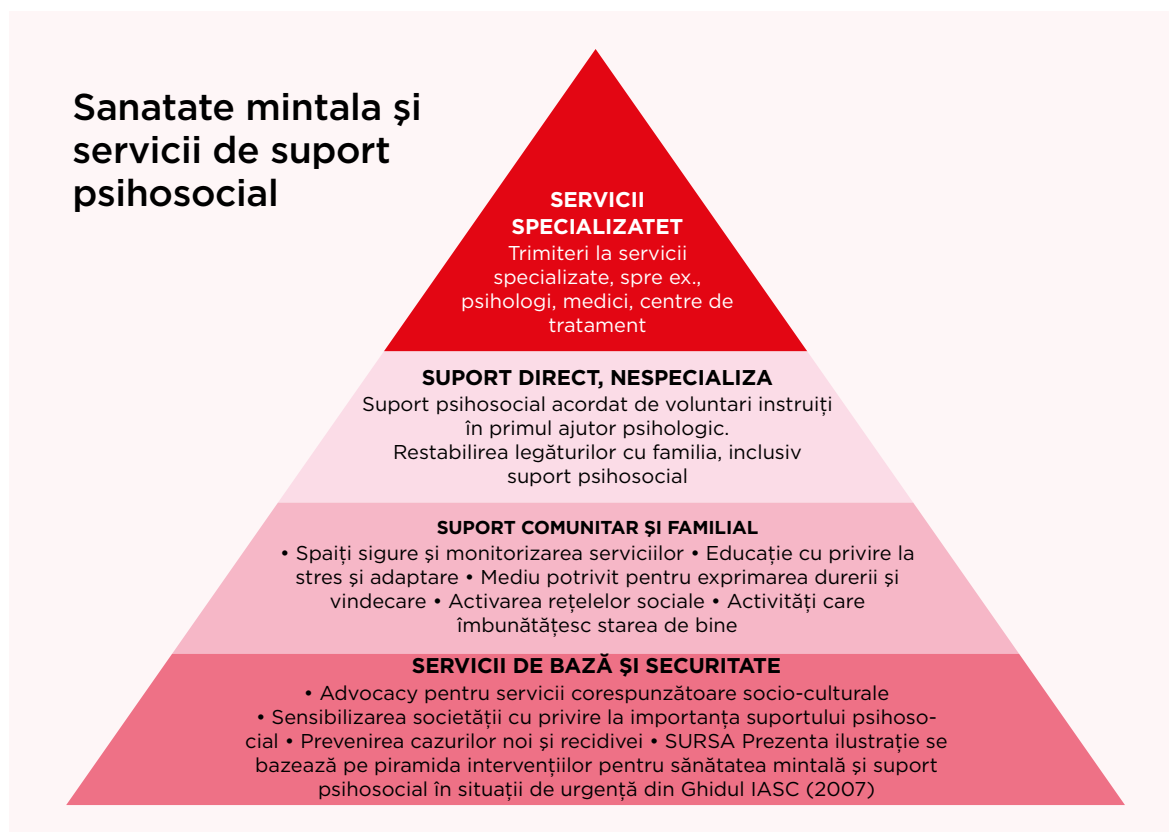 Sanatate mintala și
servicii de suport
psihosocial
SERVICII
SPECIALIZATET
Trimiteri la servicii
specializate, spre ex.,
psihologi, medici, centre de
tratament
SUPORT DIRECT, NESPECIALIZA
Suport psihosocial acordat de voluntari instruiți
în primul ajutor psihologic.
Restabilirea legăturilor cu familia, inclusiv
suport psihosocial
SUPORT COMUNITAR ȘI FAMILIAL
• Spaiți sigure și monitorizarea serviciilor • Educație cu privire la
stres și adaptare • Mediu potrivit pentru exprimarea durerii și
vindecare • Activarea rețelelor sociale • Activități care
îmbunătățesc starea de bine
SERVICII DE BAZĂ ȘI SECURITATE
• Advocacy pentru servicii corespunzătoare socio-culturale
• Sensibilizarea societății cu privire la importanța suportului psihoso-
cial • Prevenirea cazurilor noi și recidivei • SURSA Prezenta ilustrație se
bazează pe piramida intervențiilor pentru sănătatea mintală și suport
psihosocial în situații de urgență din Ghidul IASC (2007)